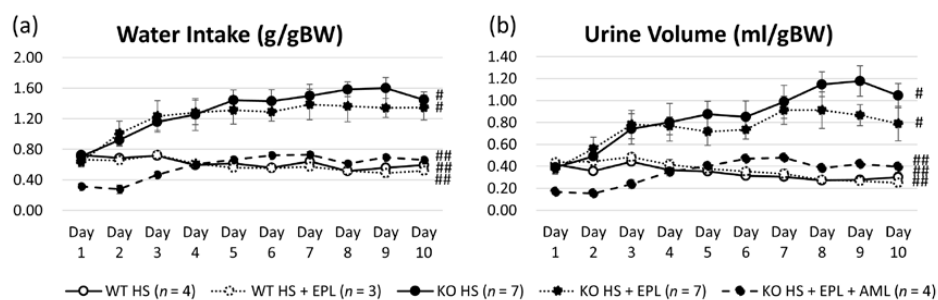 (a)
Water Intake (g/gBW)
2.00
1.60
1.20
0.80
0.40
0.00
#
#
##
##
##
Day Day Day Day Day Day Day Day Day Day
1 2 3 4 5 6 7 8 9 10
(b)
Urine Volume (ml/gBW)
1.40
1.20
1.00
0.80
0.60
0.40
0.20
0.00
#
#
##
##
##
Day Day Day Day Day Day Day Day Day Day
1 2 3 4 5 6 7 8 9 10
WT HS (n = 4) WT HS + EPL (n = 3) KO HS (n = 7) KO HS + EPL (n = 7) KO HS + EPL + AML (n = 4)